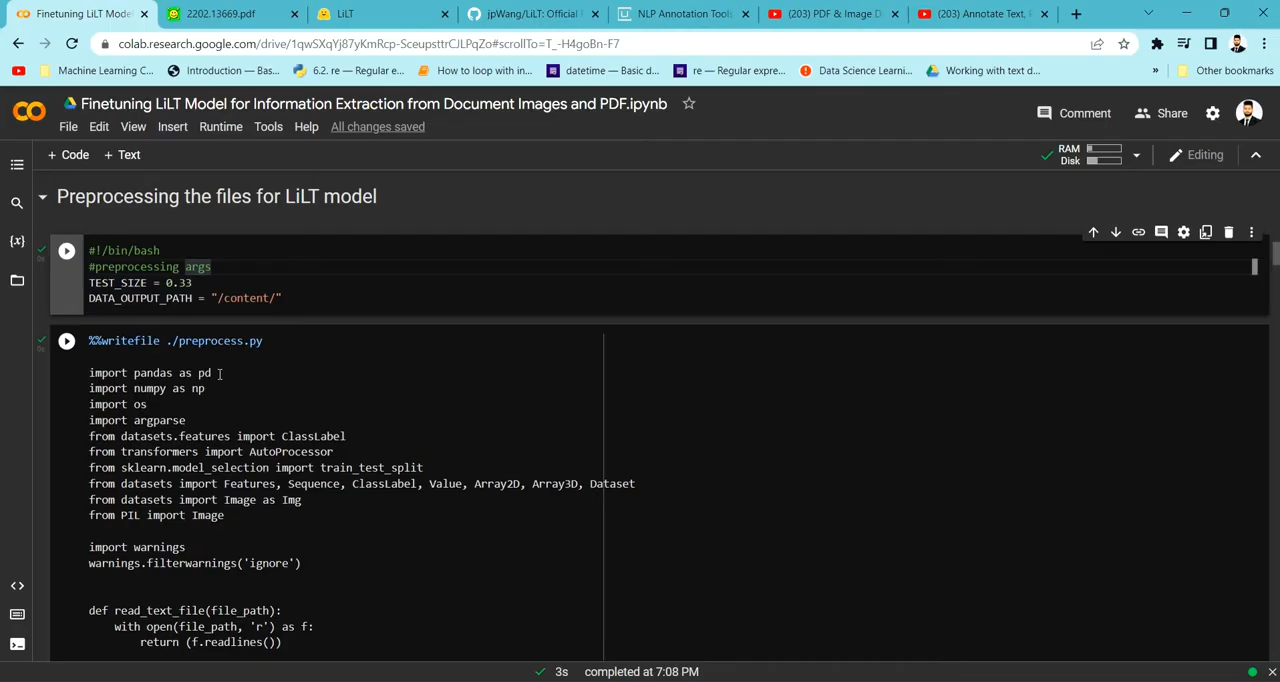 Finetuning LiLT Model
2202.13669.pdf
LiLT
jpWang/LiLT: Official
NLP Annotation Tools
(203) PDF & Image D
(203) Annotate Text,
colab.research.google.com/drive/1qwSXqYj87yKmRcp-SceupsttrCJLPqZo#scrollTo=T_-H4goBn-F7
Machine Learning C...
Introduction — Bas...
6.2. re — Regular e...
How to loop with in...
datetime — Basic d...
re — Regular expre...
Data Science Learni...
Working with text d...
»
Other bookmarks
CO
Finetuning LiLT Model for Information Extraction from Document Images and PDF.ipynb
Comment
Share
File Edit View Insert Runtime Tools Help All changes saved
+ Code + Text
RAM
Disk
Editing
Preprocessing the files for LiLT model
#!/bin/bash
#preprocessing args
TEST_SIZE = 0.33
DATA_OUTPUT_PATH = "/content/"
0s
%%writefile ./preprocess.py
0s
import pandas as pd
import numpy as np
import os
import argparse
from datasets.features import ClassLabel
from transformers import AutoProcessor
from sklearn.model_selection import train_test_split
from datasets import Features, Sequence, ClassLabel, Value, Array2D, Array3D, Dataset
from datasets import Image as Img
from PIL import Image
import warnings
warnings.filterwarnings('ignore')
def read_text_file(file_path):
with open(file_path, 'r') as f:
return (f.readlines())
{x}
3s completed at 7:08 PM